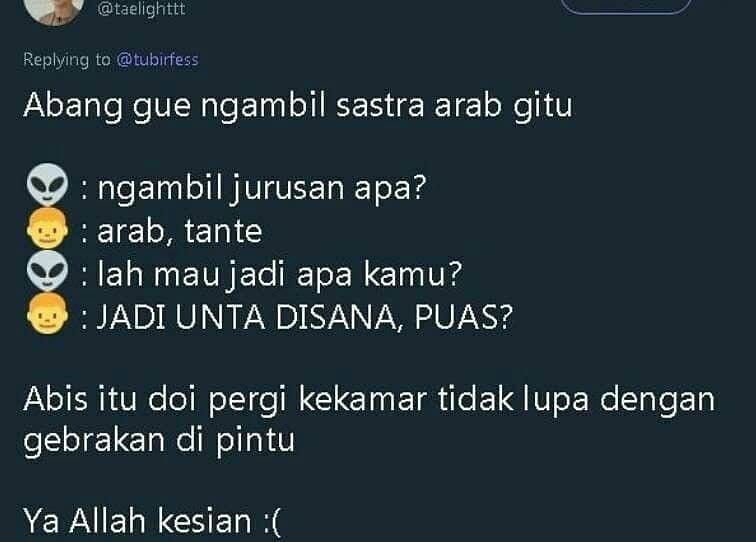 @taelighttt
Replying to @tubirfess
Abang gue ngambil sastra arab gitu
👽 : ngambil jurusan apa?
👨 : arab, tante
👽 : lah mau jadi apa kamu?
👨 : JADI UNTA DISANA, PUAS?
Abis itu doi pergi kekamar tidak lupa dengan
gebrakan di pintu
Ya Allah kesian :(